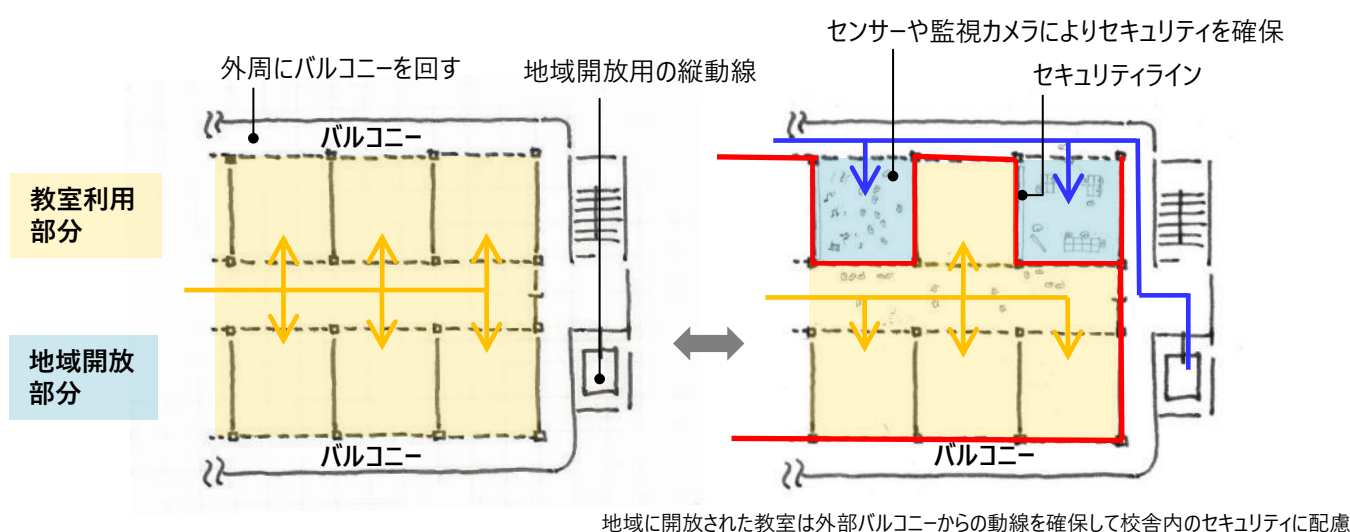 センサーや監視カメラによりセキュリティを確保
外周にバルコニーを回す
地域開放用の縦動線
セキュリティライン
バルコニー
教室利用
部分
地域開放
部分
バルコニー
バルコニー
地域に開放された教室は外部バルコニーからの動線を確保して校舎内のセキュリティに配慮